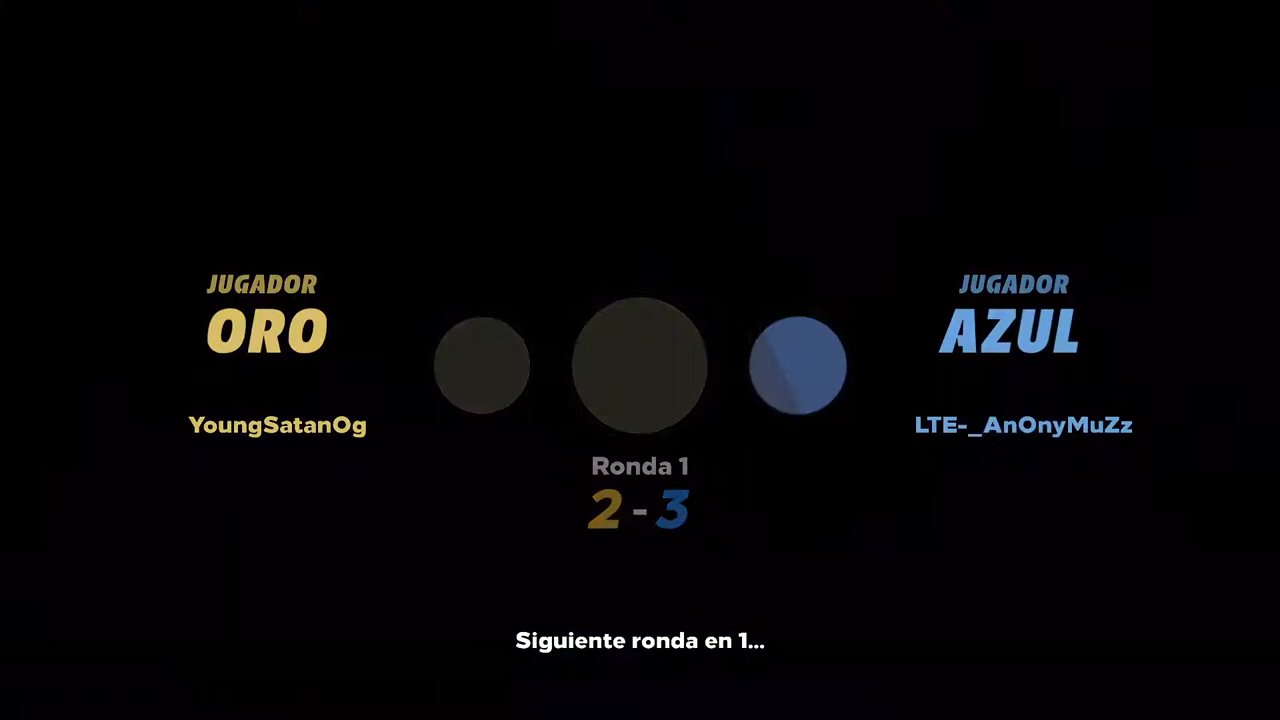 JUGADOR
ORO
YoungSatanOg
JUGADOR
AZUL
LTE-_AnOnyMuZz
Ronda 1
2 - 3
Siguiente ronda en 1...